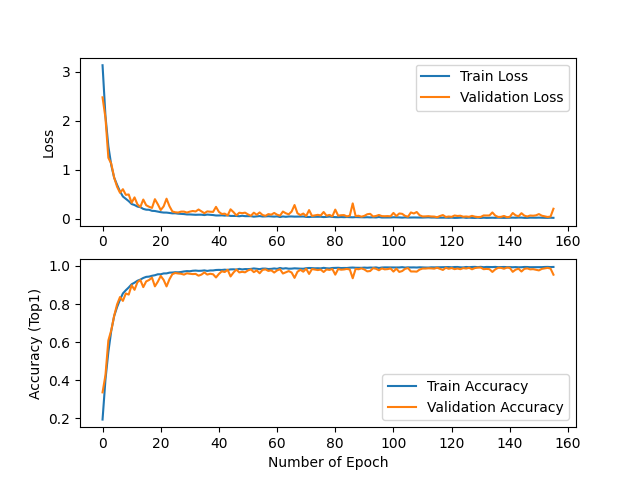 3
2
1
0
Loss
Train Loss
Validation Loss
0 20 40 60 80 100 120 140 160
1.0
0.8
0.6
0.4
0.2
Accuracy (Top1)
Train Accuracy
Validation Accuracy
0 20 40 60 80 100 120 140 160
Number of Epoch